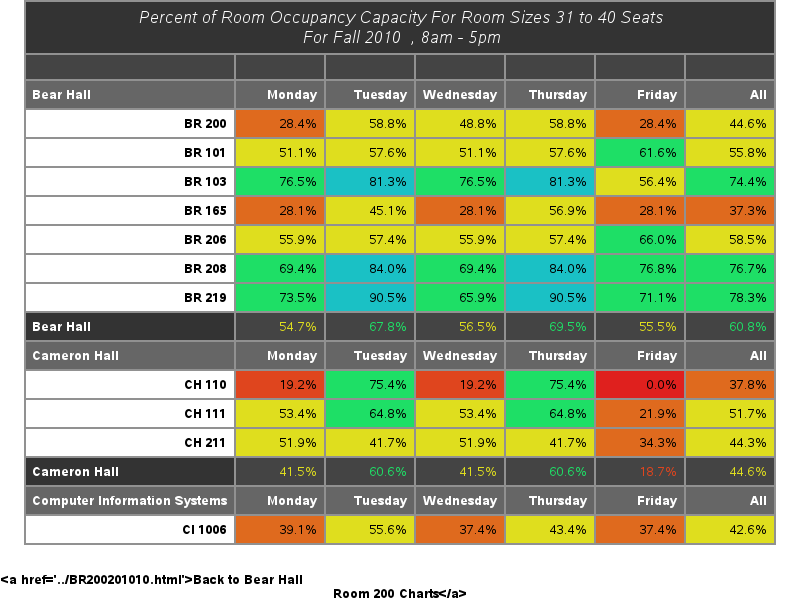 Percent of Room Occupancy Capacity For Room Sizes 31 to 40 Seats
For Fall 2010 , 8am - 5pm
Bear Hall Monday Tuesday Wednesday Thursday Friday All
BR 200 28.4% 58.8% 48.8% 58.8% 28.4% 44.6%
BR 101 51.1% 57.6% 51.1% 57.6% 61.6% 55.8%
BR 103 76.5% 81.3% 76.5% 81.3% 56.4% 74.4%
BR 165 28.1% 45.1% 28.1% 56.9% 28.1% 37.3%
BR 206 55.9% 57.4% 55.9% 57.4% 66.0% 58.5%
BR 208 69.4% 84.0% 69.4% 84.0% 76.8% 76.7%
BR 219 73.5% 90.5% 65.9% 90.5% 71.1% 78.3%
Bear Hall 54.7% 67.8% 56.5% 69.5% 55.5% 60.8%
Cameron Hall Monday Tuesday Wednesday Thursday Friday All
CH 110 19.2% 75.4% 19.2% 75.4% 0.0% 37.8%
CH 111 53.4% 64.8% 53.4% 64.8% 21.9% 51.7%
CH 211 51.9% 41.7% 51.9% 41.7% 34.3% 44.3%
Cameron Hall 41.5% 60.6% 41.5% 60.6% 18.7% 44.6%
Computer Information Systems Monday Tuesday Wednesday Thursday Friday All
CI 1006 39.1% 55.6% 37.4% 43.4% 37.4% 42.6%
<a href='../BR200201010.html'>Back to Bear Hall
Room 200 Charts</a>